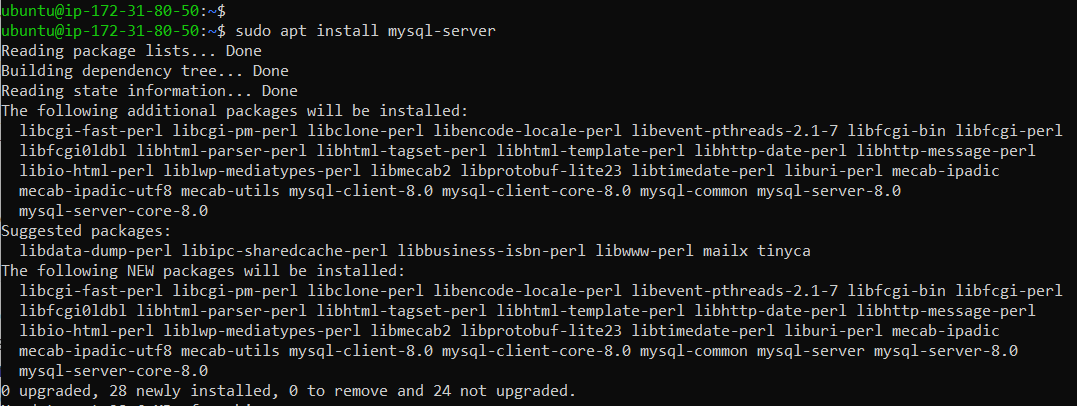 ubuntu@ip-172-31-80-50:~$
ubuntu@ip-172-31-80-50:~$ sudo apt install mysql-server
Reading package lists... Done
Building dependency tree... Done
Reading state information... Done
The following additional packages will be installed:
  libcgi-fast-perl libcgi-pm-perl libclone-perl libencode-locale-perl libevent-pthreads-2.1-7 libfcgi-bin libfcgi-perl
  libfcgi0ldbl libhtml-parser-perl libhtml-tagset-perl libhtml-template-perl libhttp-date-perl libhttp-message-perl
  libio-html-perl liblwp-mediatypes-perl libmecab2 libprotobuf-lite23 libtimedate-perl liburi-perl mecab-ipadic
  mecab-ipadic-utf8 mecab-utils mysql-client-8.0 mysql-client-core-8.0 mysql-common mysql-server-8.0
  mysql-server-core-8.0
Suggested packages:
  libdata-dump-perl libipc-sharedcache-perl libbusiness-isbn-perl libwww-perl mailx tinyca
The following NEW packages will be installed:
  libcgi-fast-perl libcgi-pm-perl libclone-perl libencode-locale-perl libevent-pthreads-2.1-7 libfcgi-bin libfcgi-perl
  libfcgi0ldbl libhtml-parser-perl libhtml-tagset-perl libhtml-template-perl libhttp-date-perl libhttp-message-perl
  libio-html-perl liblwp-mediatypes-perl libmecab2 libprotobuf-lite23 libtimedate-perl liburi-perl mecab-ipadic
  mecab-ipadic-utf8 mecab-utils mysql-client-8.0 mysql-client-core-8.0 mysql-common mysql-server mysql-server-8.0
  mysql-server-core-8.0
0 upgraded, 28 newly installed, 0 to remove and 24 not upgraded.